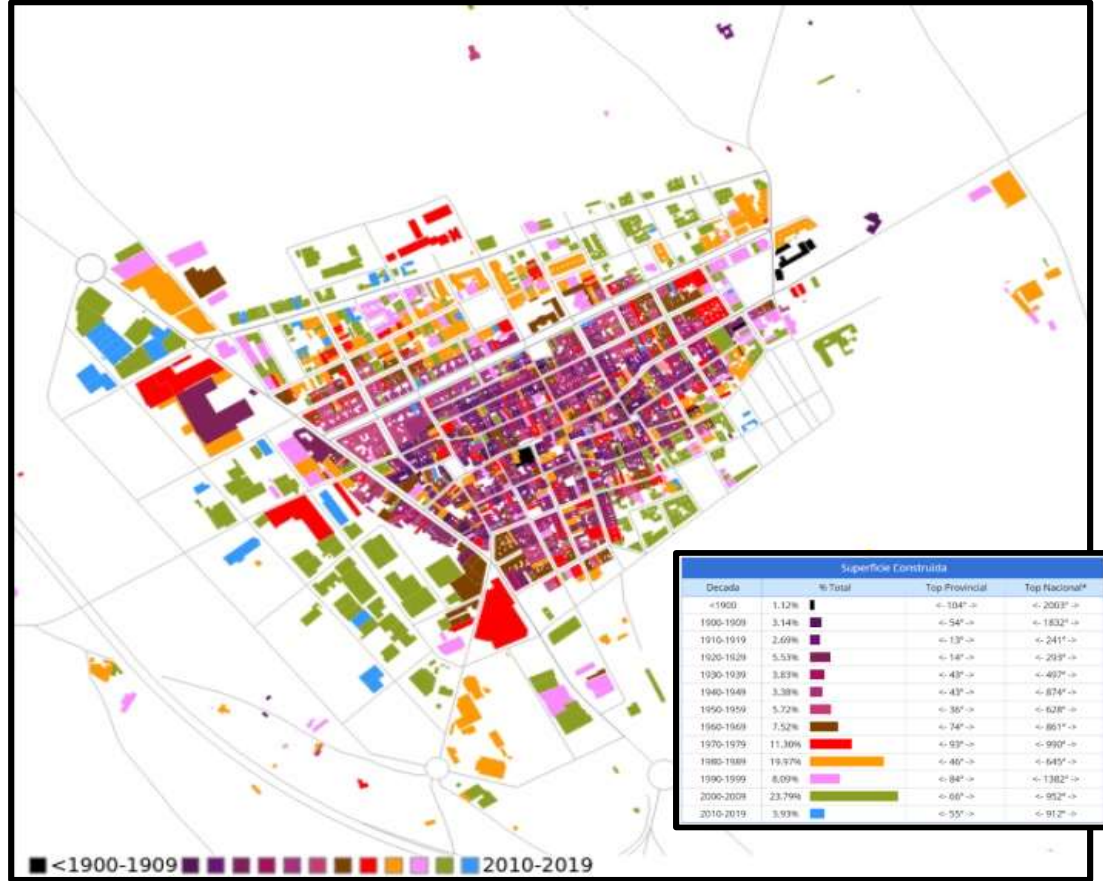 Superficie Construida
Decada % Total Top Provincial Top Nacional*
<1900 1.12% <- 104º -> <- 2003º ->
1900-1909 3.14% <- 54º -> <- 1832º ->
1910-1919 2.69% <- 13º -> <- 241º ->
1920-1929 5.53% <- 14º -> <- 293º ->
1930-1939 3.83% <- 43º -> <- 497º ->
1940-1949 3.38% <- 43º -> <- 874º ->
1950-1959 5.72% <- 36º -> <- 628º ->
1960-1969 7.52% <- 74º -> <- 861º ->
1970-1979 11.30% <- 93º -> <- 990º ->
1980-1989 19.97% <- 46º -> <- 645º ->
1990-1999 8.09% <- 84º -> <- 1382º ->
2000-2009 23.79% <- 66º -> <- 952º ->
2010-2019 3.93% <- 55º -> <- 912º ->
<1900-1909 2010-2019